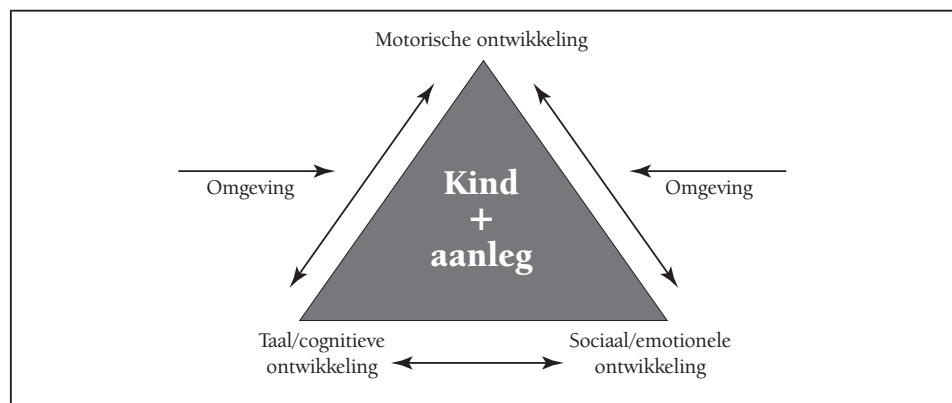 Motorische ontwikkeling
Omgeving
Omgeving
Kind
+
aanleg
Taal/cognitieve
ontwikkeling
Sociaal/emotionele
ontwikkeling